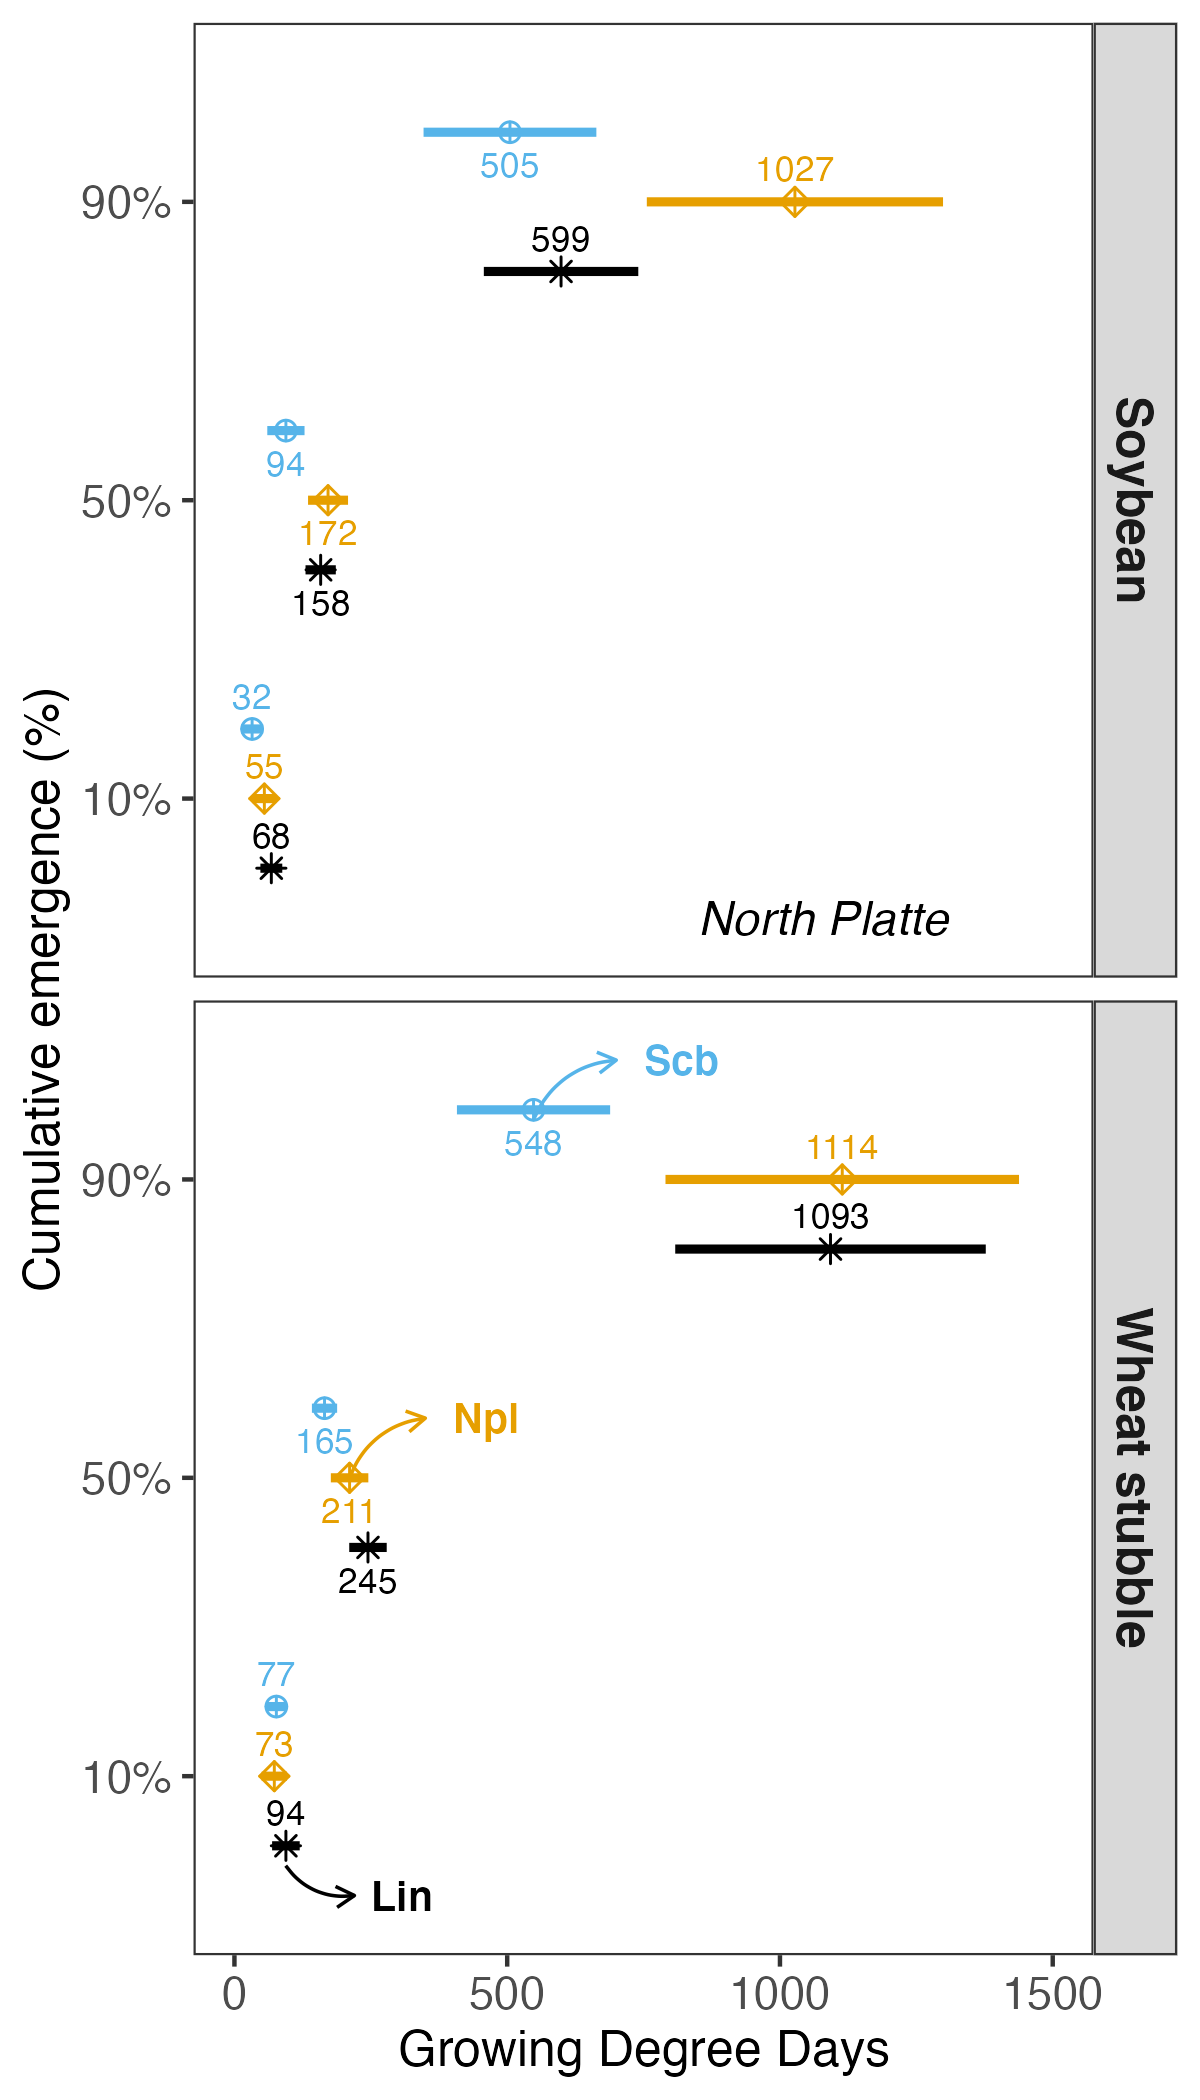 505
1027
90%
599
94
50%
172
158
32
55
10%
68
North Platte
Soybean
Cumulative emergence (%)
Scb
548
1114
90%
1093
Npl
165
50%
211
245
77
73
10%
94
Lin
Wheat stubble
0 500 1000 1500
Growing Degree Days